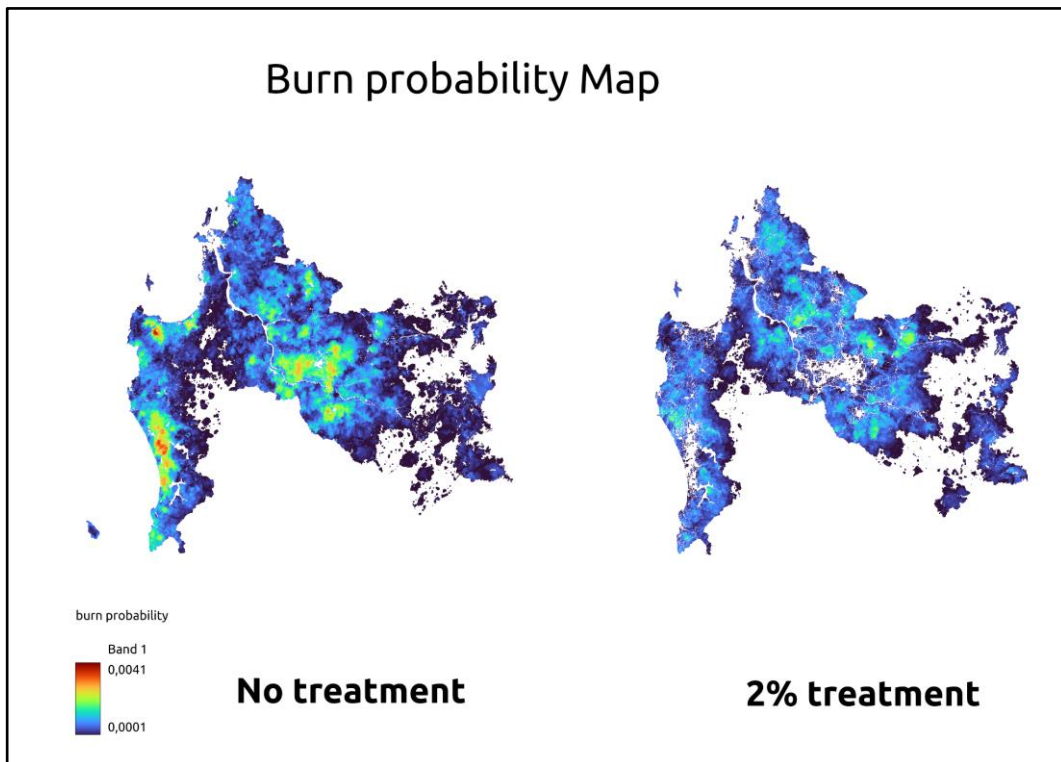 Burn probability Map
burn probability
Band 1
0,0041
0,0001
No treatment
2% treatment